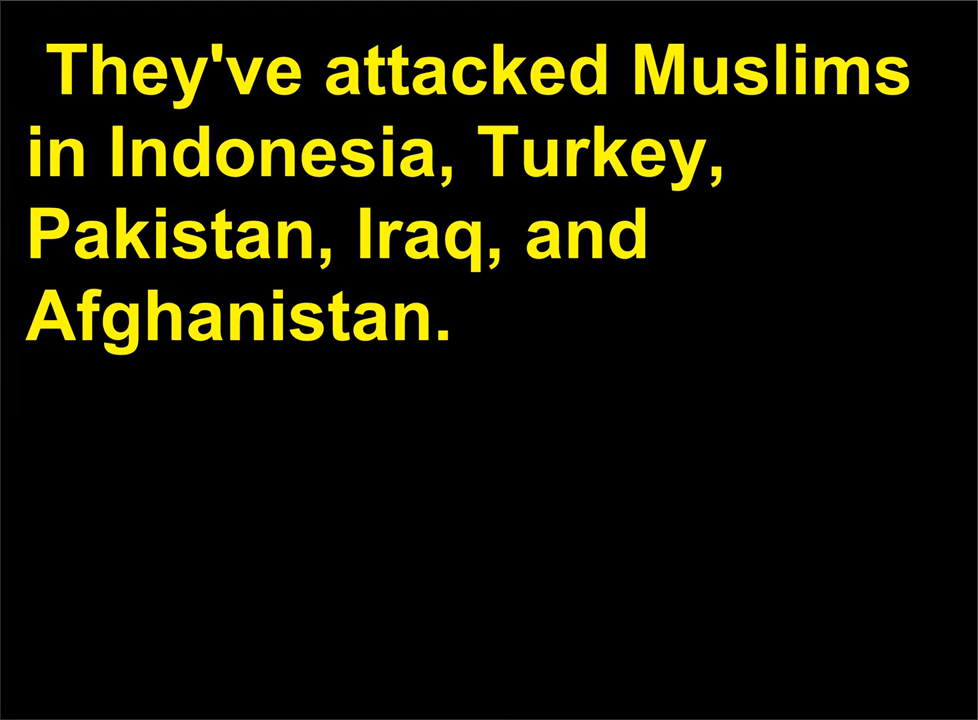 They've attacked Muslims
in Indonesia, Turkey,
Pakistan, Iraq, and
Afghanistan.